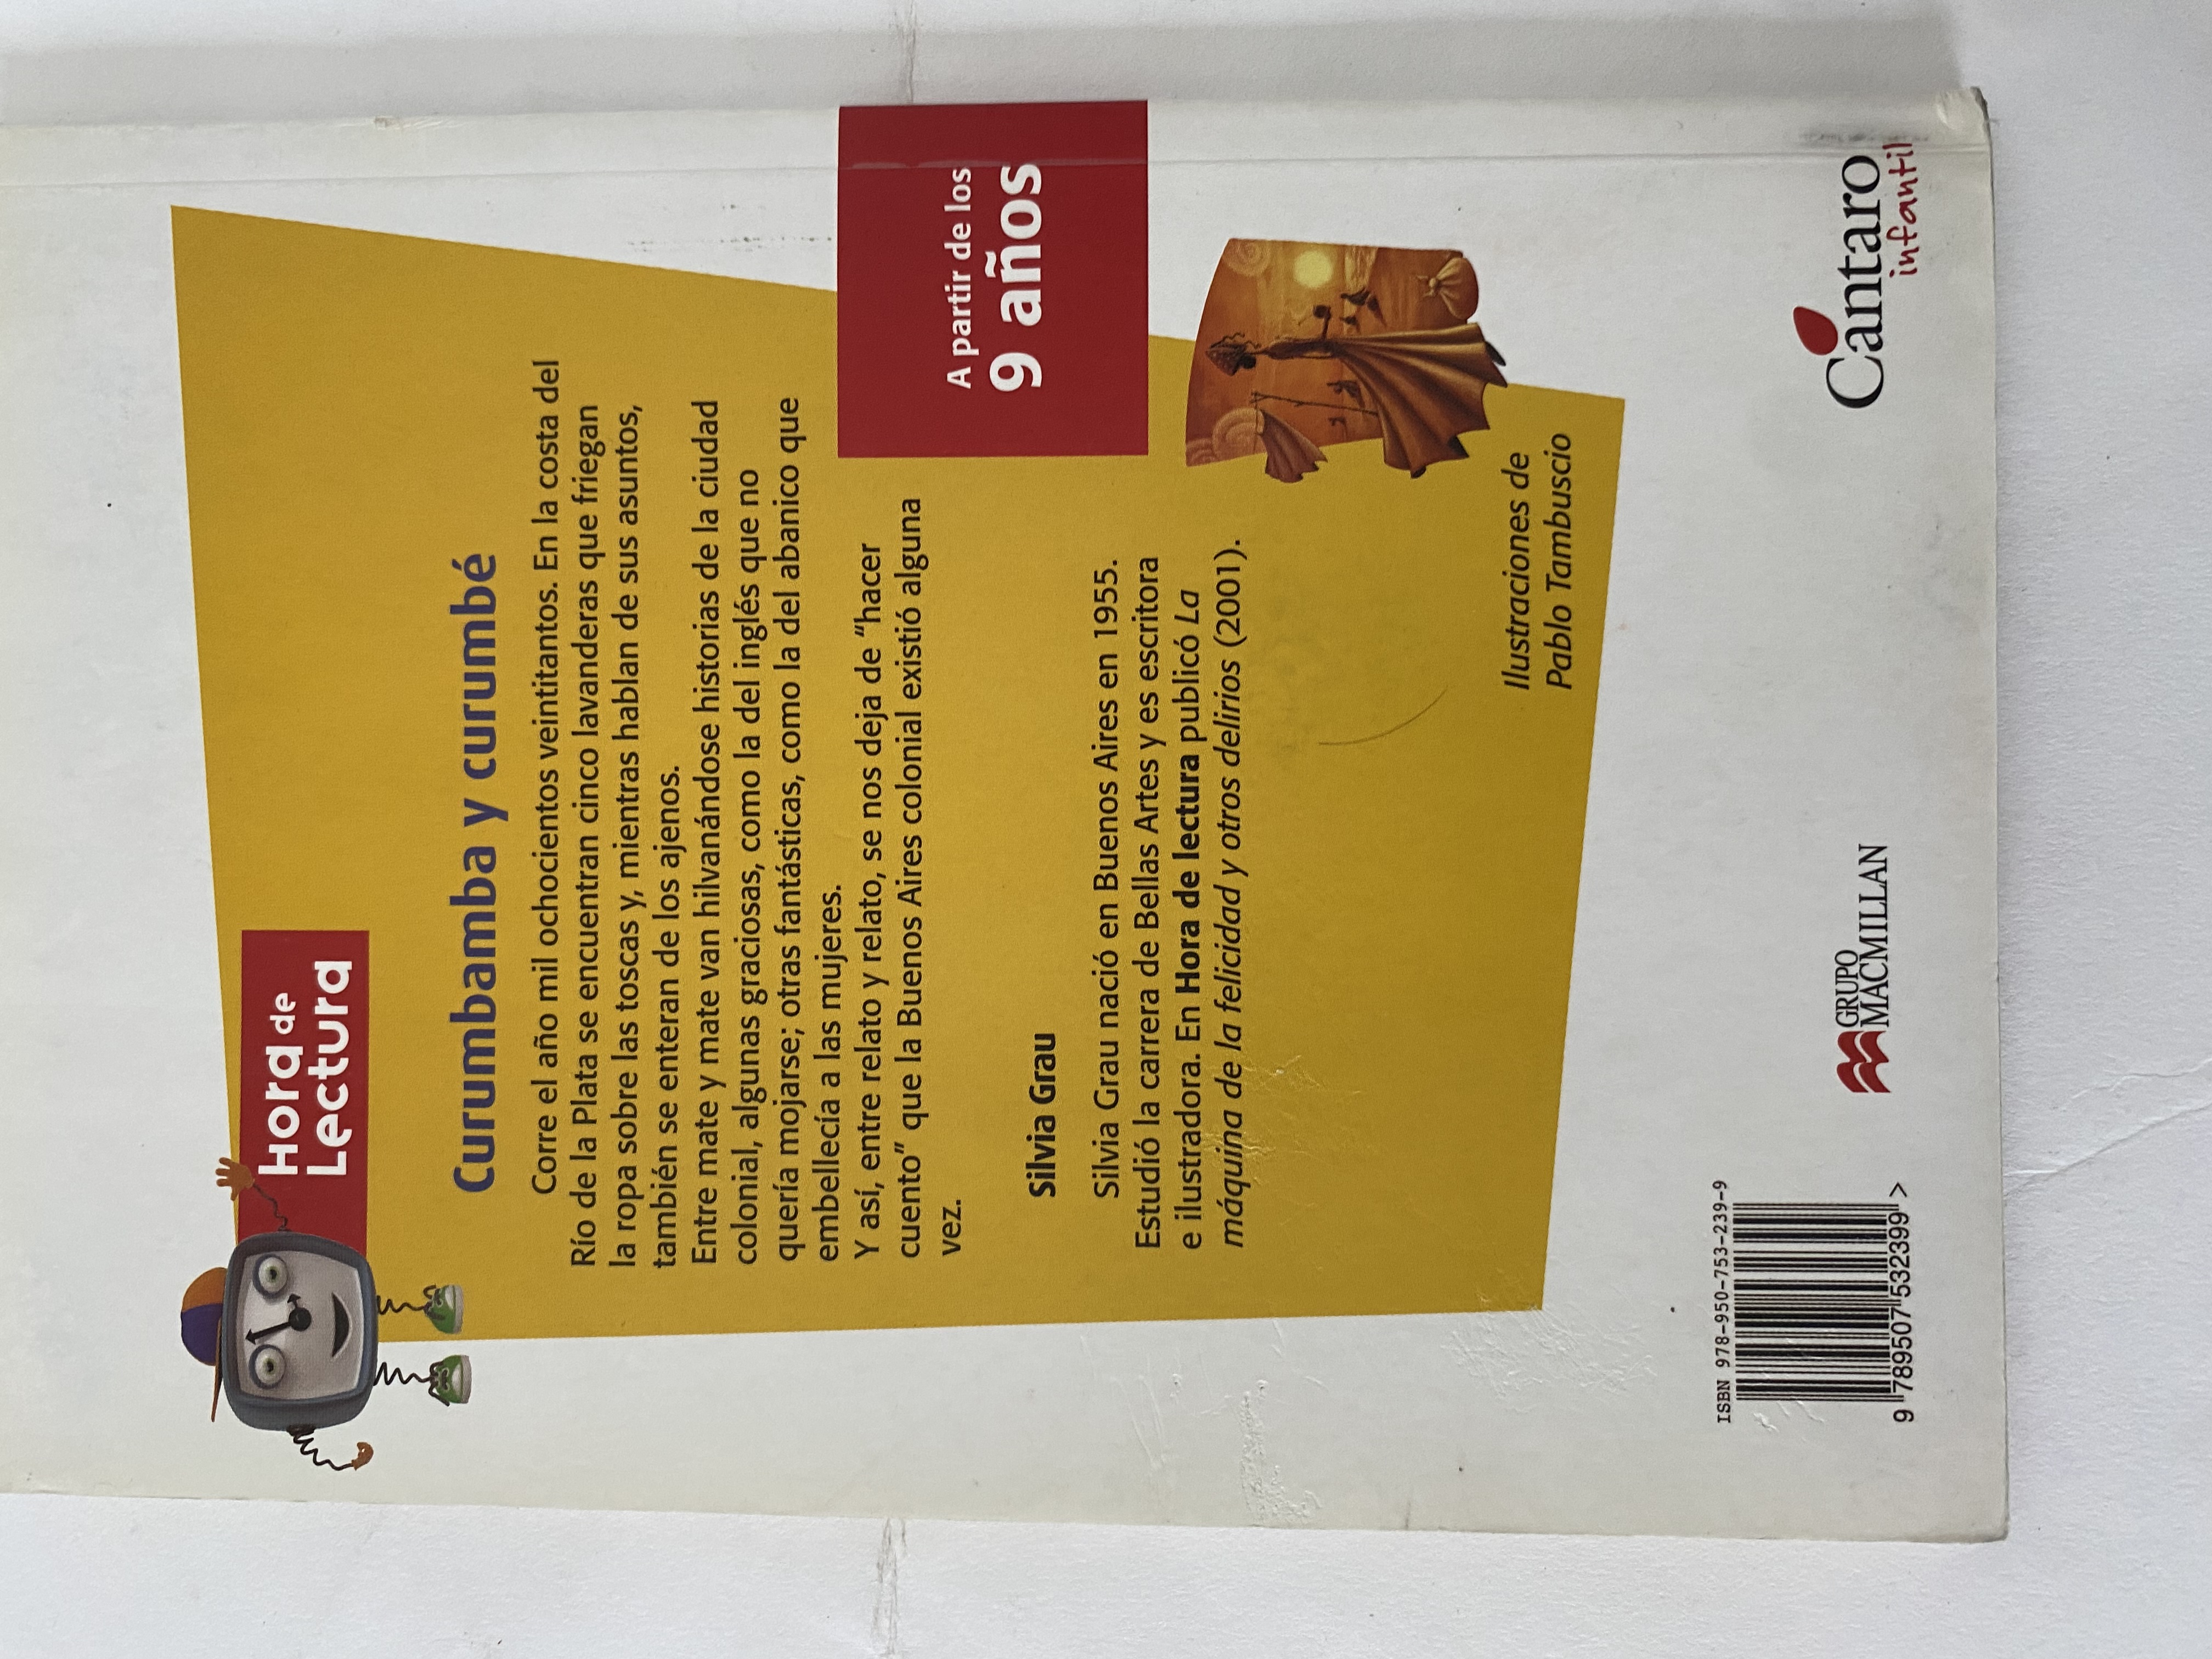 Hora de
Lectura
Curumbamba y curumbé
Corre el año mil ochocientos veintitantos. En la costa del
Río de la Plata se encuentran cinco lavanderas que friegan
la ropa sobre las toscas y, mientras hablan de sus asuntos,
también se enteran de los ajenos.
Entre mate y mate van hilvanándose historias de la ciudad
colonial, algunas graciosas, como la del inglés que no
quería mojarse; otras fantásticas, como la del abanico que
embellecía a las mujeres.
Y así, entre relato y relato, se nos deja de “hacer
cuento” que la Buenos Aires colonial existió alguna
vez.
A partir de los
9 años
Silvia Grau
Silvia Grau nació en Buenos Aires en 1955.
Estudió la carrera de Bellas Artes y es escritora
e ilustradora. En Hora de lectura publicó La
máquina de la felicidad y otros delirios (2001).
Ilustraciones de
Pablo Tambuscio
ISBN 978-950-753-239-9
9 789507 532399 >
GRUPO
MACMILLAN
Cántaro
infantil